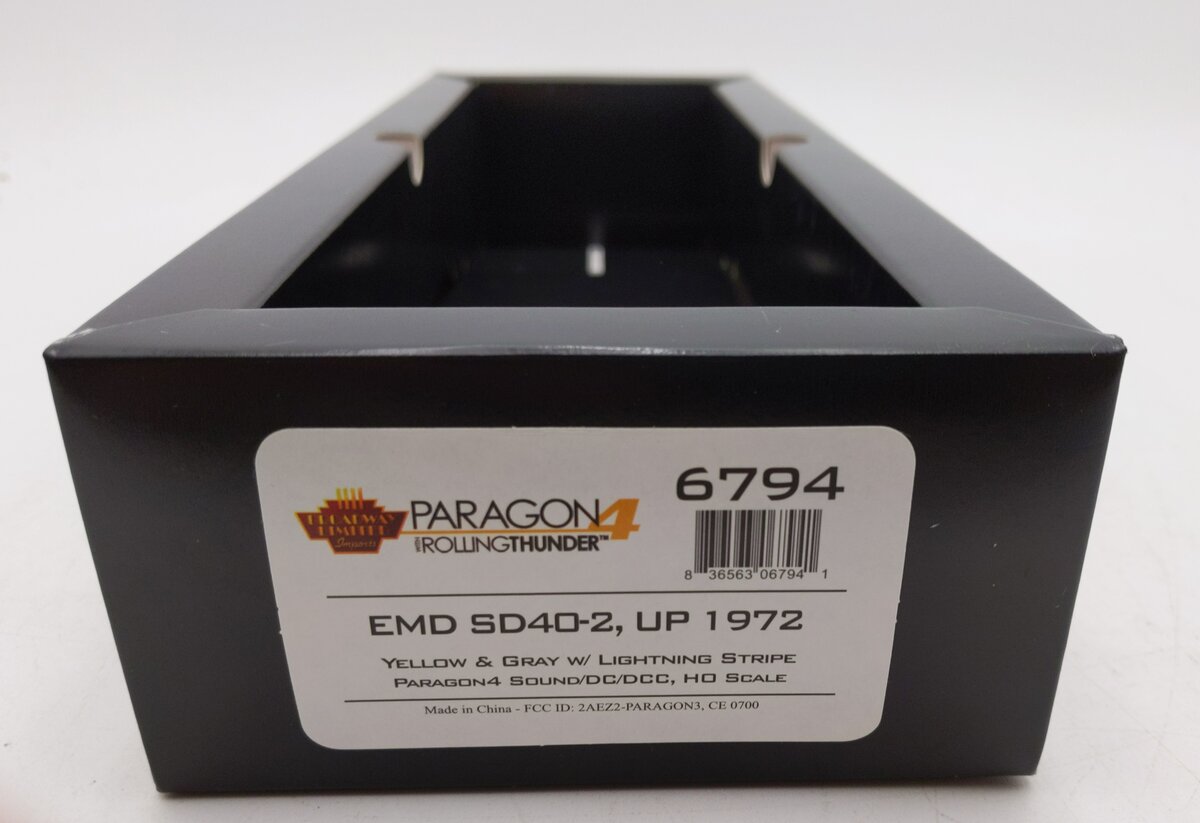 BROADWAY
LIMITED
Imports
PARAGON4
WITH ROLLINGTHUNDER™
6794
8 36563 06794 1
EMD SD40-2, UP 1972
YELLOW & GRAY W/ LIGHTNING STRIPE
PARAGON4 SOUND/DC/DCC, HO SCALE
Made in China - FCC ID: 2AEZ2-PARAGON3, CE 0700